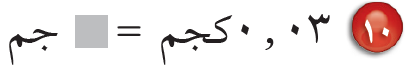 ١٠ ٠,٠٣ كجم = ■ جم